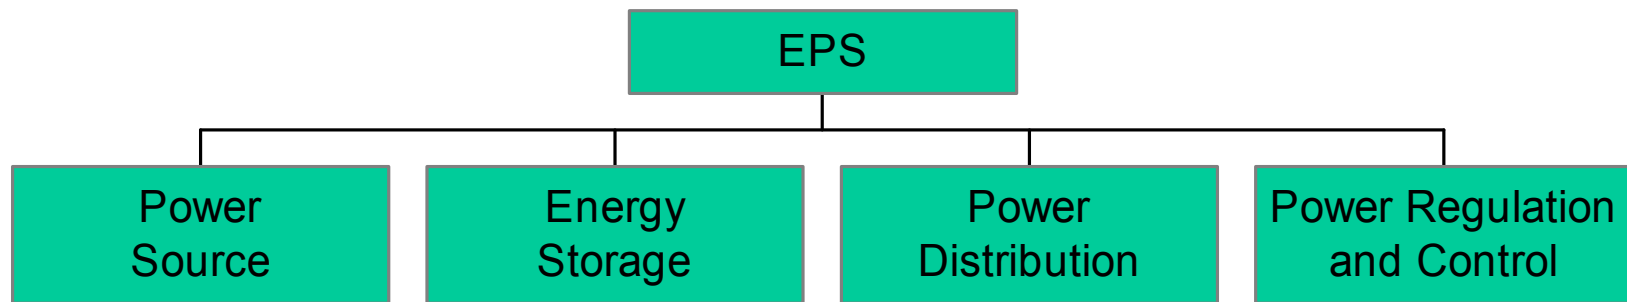 EPS
Power
Source
Energy
Storage
Power
Distribution
Power Regulation
and Control